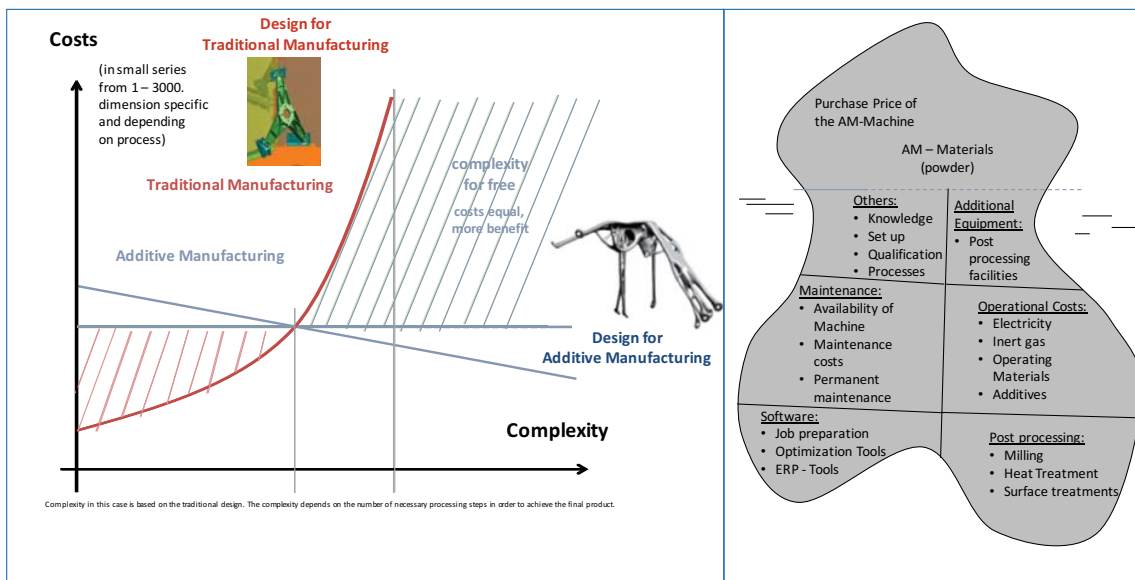 Costs
(in small series
from 1 – 3000.
dimension specific
and depending
on process)
Design for
Traditional Manufacturing
Traditional Manufacturing
Additive Manufacturing
complexity
for free
costs equal,
more benefit
Design for
Additive Manufacturing
Complexity
Complexity in this case is based on the traditional design. The complexity depends on the number of necessary processing steps in order to achieve the final product.
Purchase Price of
the AM-Machine
AM – Materials
(powder)
Others:
• Knowledge
• Set up
• Qualification
• Processes
Additional
Equipment:
• Post
processing
facilities
Maintenance:
• Availability of
Machine
• Maintenance
costs
• Permanent
maintenance
Operational Costs:
• Electricity
• Inert gas
• Operating
Materials
• Additives
Software:
• Job preparation
• Optimization Tools
• ERP - Tools
Post processing:
• Milling
• Heat Treatment
• Surface treatments